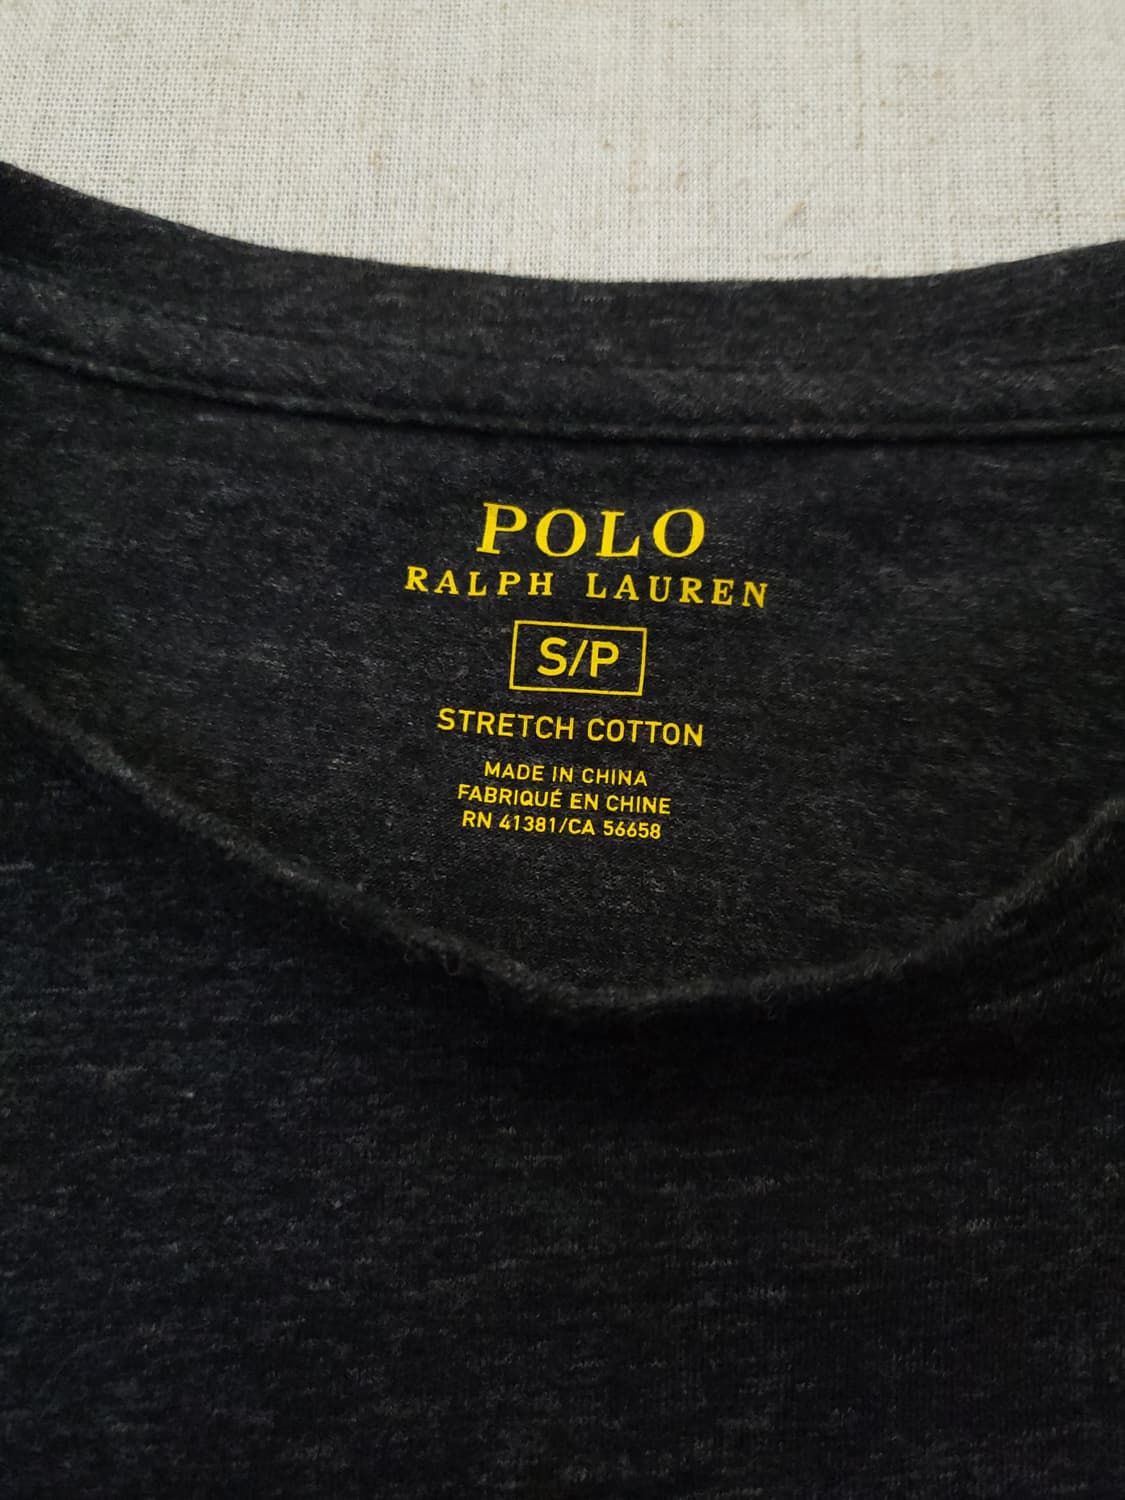 POLO
RALPH LAUREN
S/P
STRETCH COTTON
MADE IN CHINA
FABRIQUÉ EN CHINE
RN 41381/CA 56658